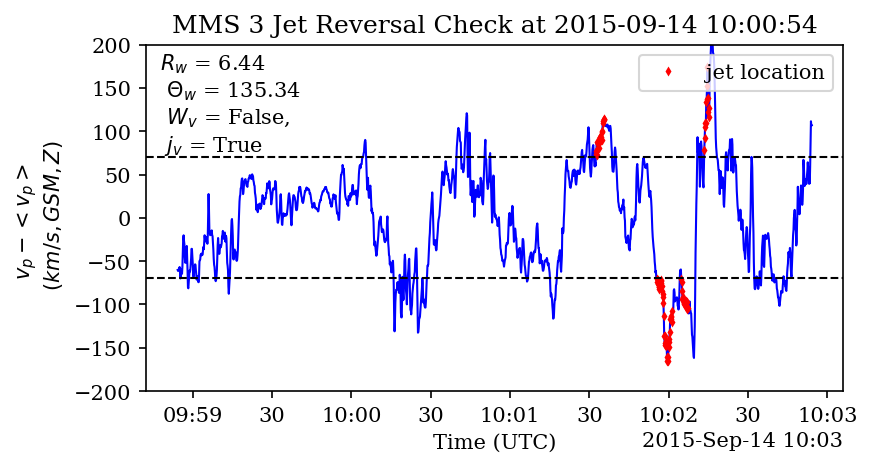 MMS 3 Jet Reversal Check at 2015-09-14 10:00:54
R_w = 6.44
Θ_w = 135.34
W_v = False,
j_v = True
jet location
v_p − < v_p >
(km/s, GSM, Z)
200
150
100
50
0
−50
−100
−150
−200
09:59 30 10:00 30 10:01 30 10:02 30 10:03
Time (UTC)
2015-Sep-14 10:03